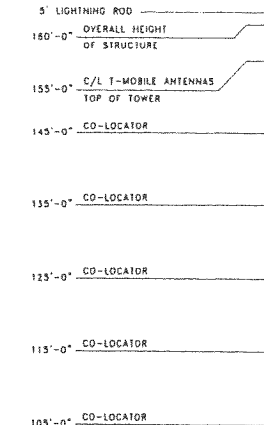 5' LIGHTNING ROD
160'-0" OVERALL HEIGHT
OF STRUCTURE
155'-0" C/L T-MOBILE ANTENNAS
TOP OF TOWER
145'-0" CO-LOCATOR
135'-0" CO-LOCATOR
125'-0" CO-LOCATOR
115'-0" CO-LOCATOR
105'-0" CO-LOCATOR